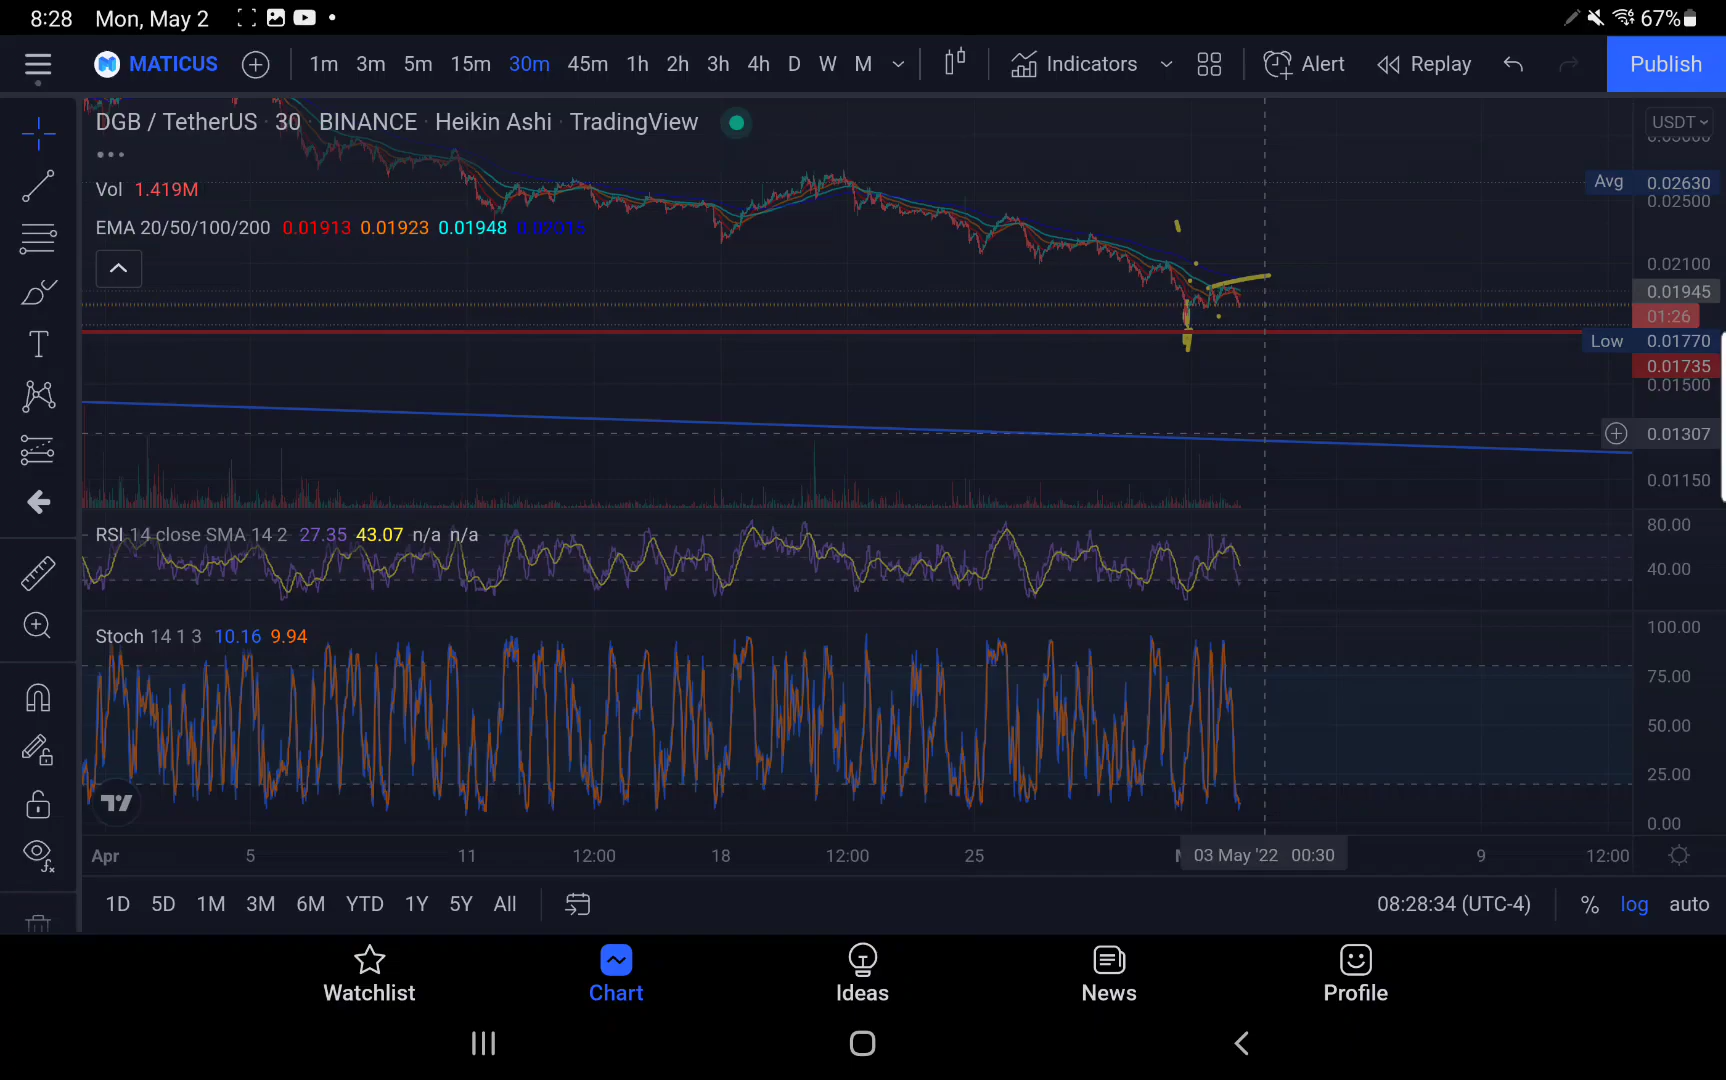 8:28 Mon, May 2 67%
MATICUS 1m 3m 5m 15m 30m 45m 1h 2h 3h 4h D W M Indicators Alert Replay Publish
DGB / TetherUS · 30 · BINANCE · Heikin Ashi · TradingView
USDT
Vol 1.419M
Avg 0.02630
0.02500
EMA 20/50/100/200 0.01913 0.01923 0.01948 0.02015
0.02100
0.01945
01:26
Low 0.01770
0.01735
0.01500
0.01307
0.01150
RSI 14 close SMA 14 2 27.35 43.07 n/a n/a
80.00
40.00
Stoch 14 1 3 10.16 9.94
100.00
75.00
50.00
25.00
0.00
Apr 5 11 12:00 18 12:00 25 03 May '22 00:30 9 12:00
1D 5D 1M 3M 6M YTD 1Y 5Y All 08:28:34 (UTC-4) % log auto
Watchlist Chart Ideas News Profile